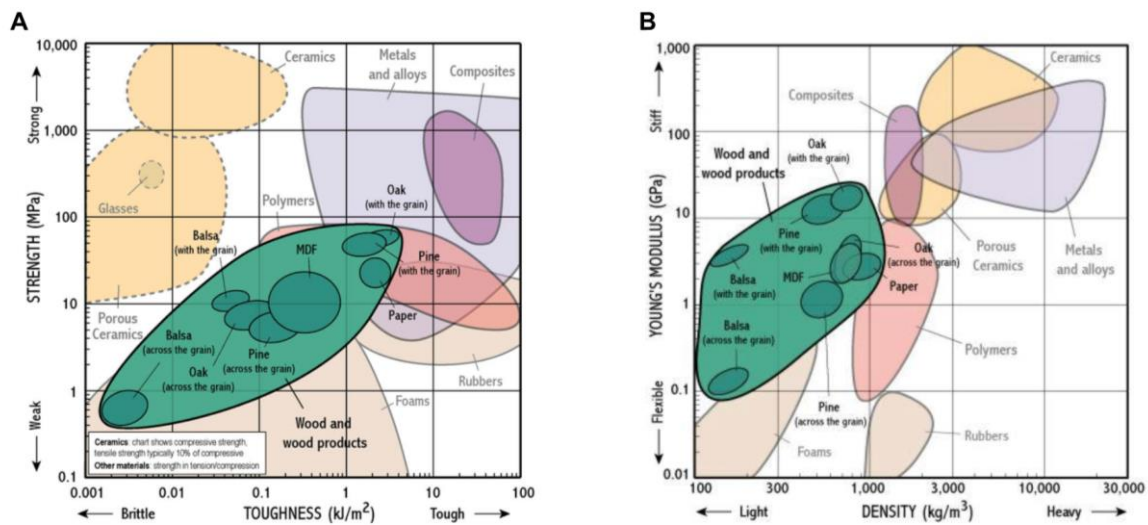 A
STRENGTH (MPa)
Strong
Weak
10,000
1,000
100
10
1
0.1
0.001
0.01
0.1
1
10
100
Brittle
TOUGHNESS (kJ/m²)
Tough
Ceramics
Metals
and alloys
Composites
Glasses
Polymers
Oak
(with the grain)
Balsa
(with the grain)
MDF
Pine
(with the grain)
Paper
Porous
Ceramics
Balsa
(across the grain)
Oak
(across the grain)
Pine
(across the grain)
Rubbers
Foams
Wood and
wood products
Ceramics: chart shows compressive strength,
tensile strength typically 10% of compressive
Other materials: strength in tension/compression
B
YOUNG'S MODULUS (GPa)
Stiff
Flexible
1,000
100
10
1
0.1
0.01
100
300
1,000
3,000
10,000
30,000
Light
DENSITY (kg/m³)
Heavy
Ceramics
Composites
Oak
(with the grain)
Wood and
wood products
Pine
(with the grain)
Oak
(across the grain)
Porous
Ceramics
Metals
and alloys
MDF
Paper
Balsa
(with the grain)
Balsa
(across the grain)
Polymers
Pine
(across the grain)
Rubbers
Foams